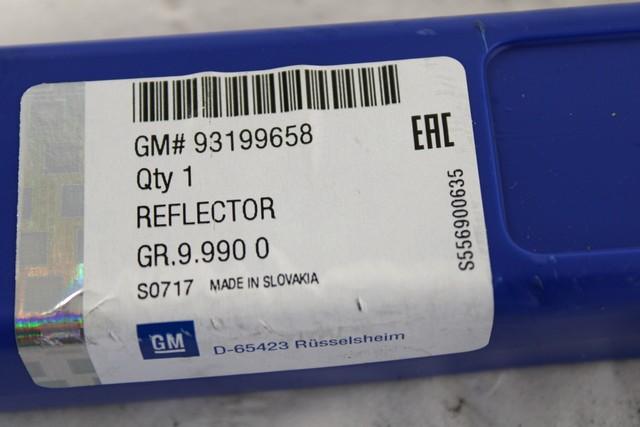 GM# 93199658
EAC
Qty 1
REFLECTOR
GR.9.990 0
S0717 MADE IN SLOVAKIA
S556900635
GM
D-65423 Rüsselsheim